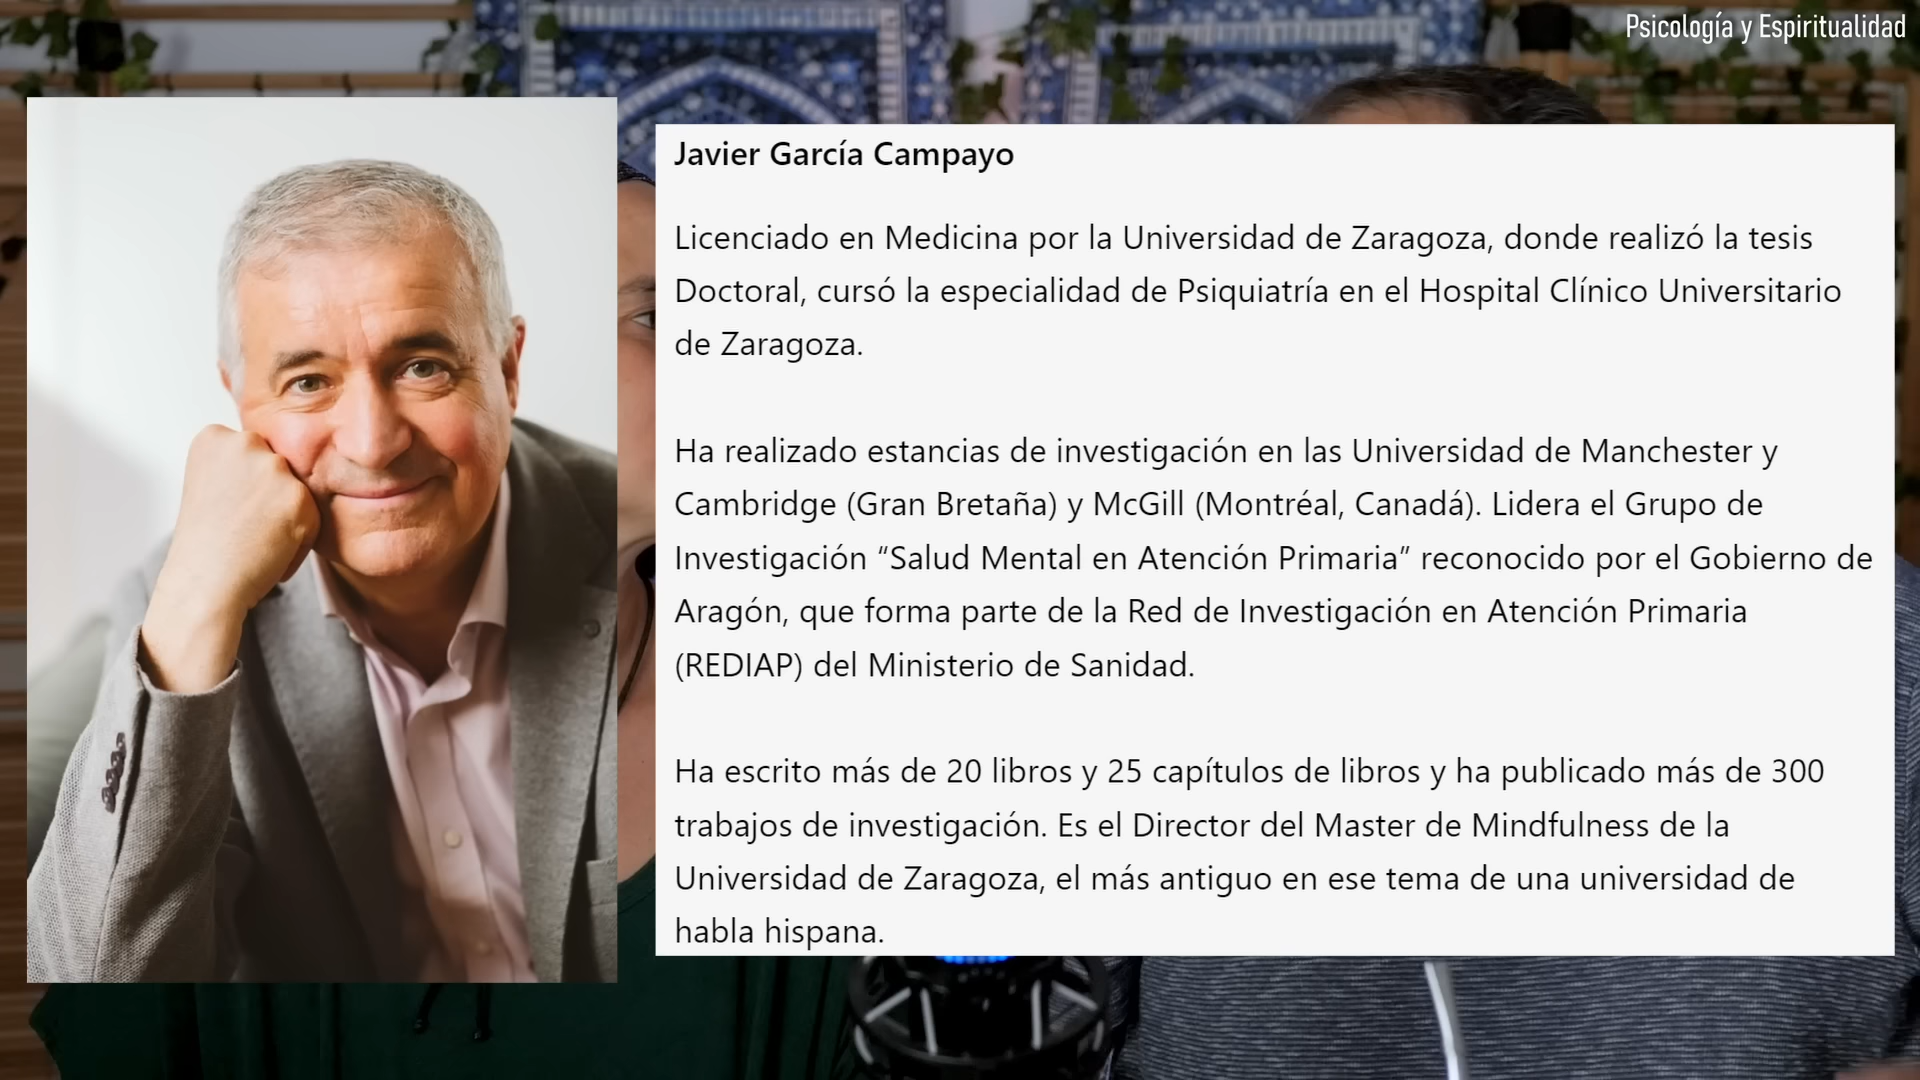 Psicología y Espiritualidad
Javier García Campayo
Licenciado en Medicina por la Universidad de Zaragoza, donde realizó la tesis
Doctoral, cursó la especialidad de Psiquiatría en el Hospital Clínico Universitario
de Zaragoza.
Ha realizado estancias de investigación en las Universidad de Manchester y
Cambridge (Gran Bretaña) y McGill (Montréal, Canadá). Lidera el Grupo de
Investigación “Salud Mental en Atención Primaria” reconocido por el Gobierno de
Aragón, que forma parte de la Red de Investigación en Atención Primaria
(REDIAP) del Ministerio de Sanidad.
Ha escrito más de 20 libros y 25 capítulos de libros y ha publicado más de 300
trabajos de investigación. Es el Director del Master de Mindfulness de la
Universidad de Zaragoza, el más antiguo en ese tema de una universidad de
habla hispana.